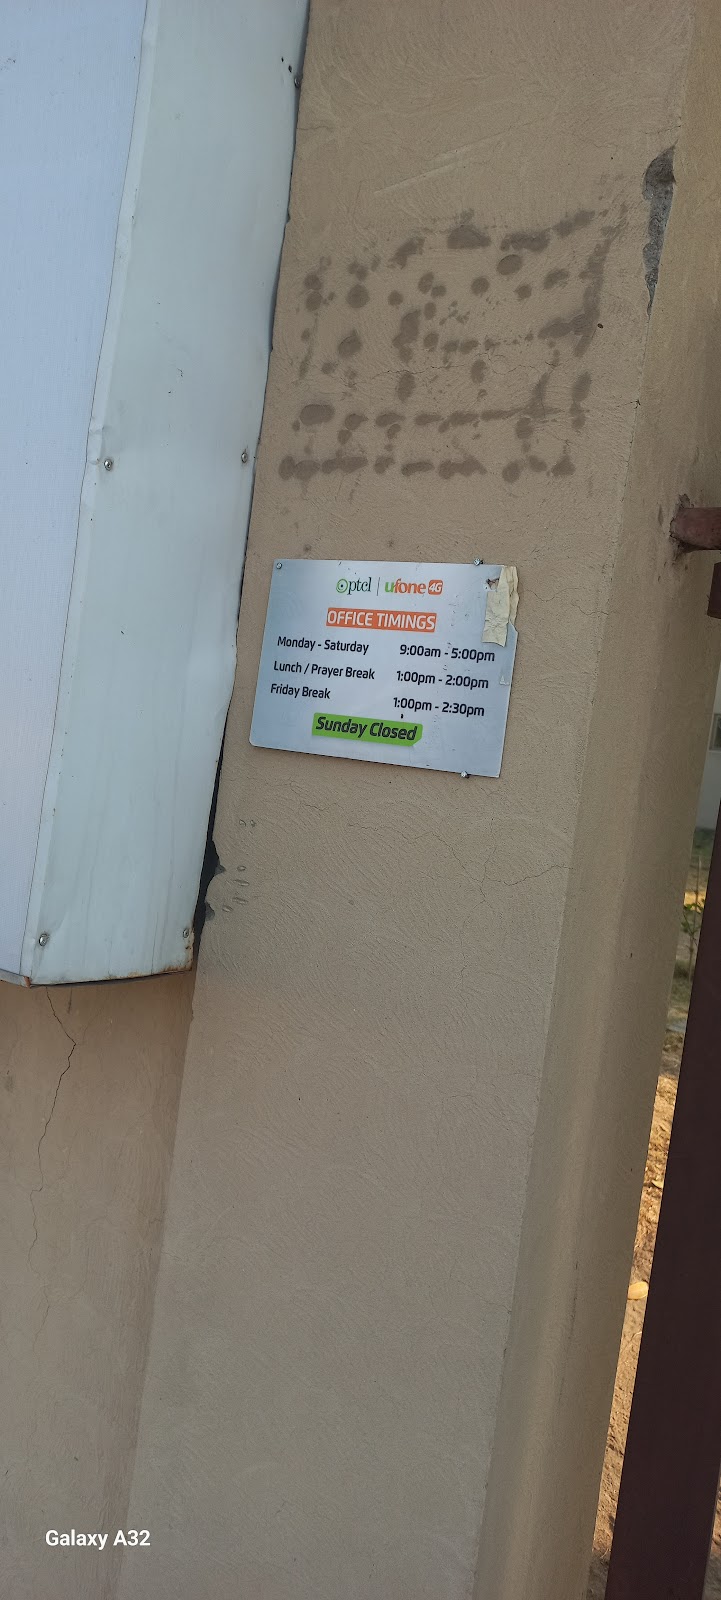 ptcl | ufone 4G
OFFICE TIMINGS
Monday - Saturday 9:00am - 5:00pm
Lunch / Prayer Break 1:00pm - 2:00pm
Friday Break 1:00pm - 2:30pm
Sunday Closed
Galaxy A32